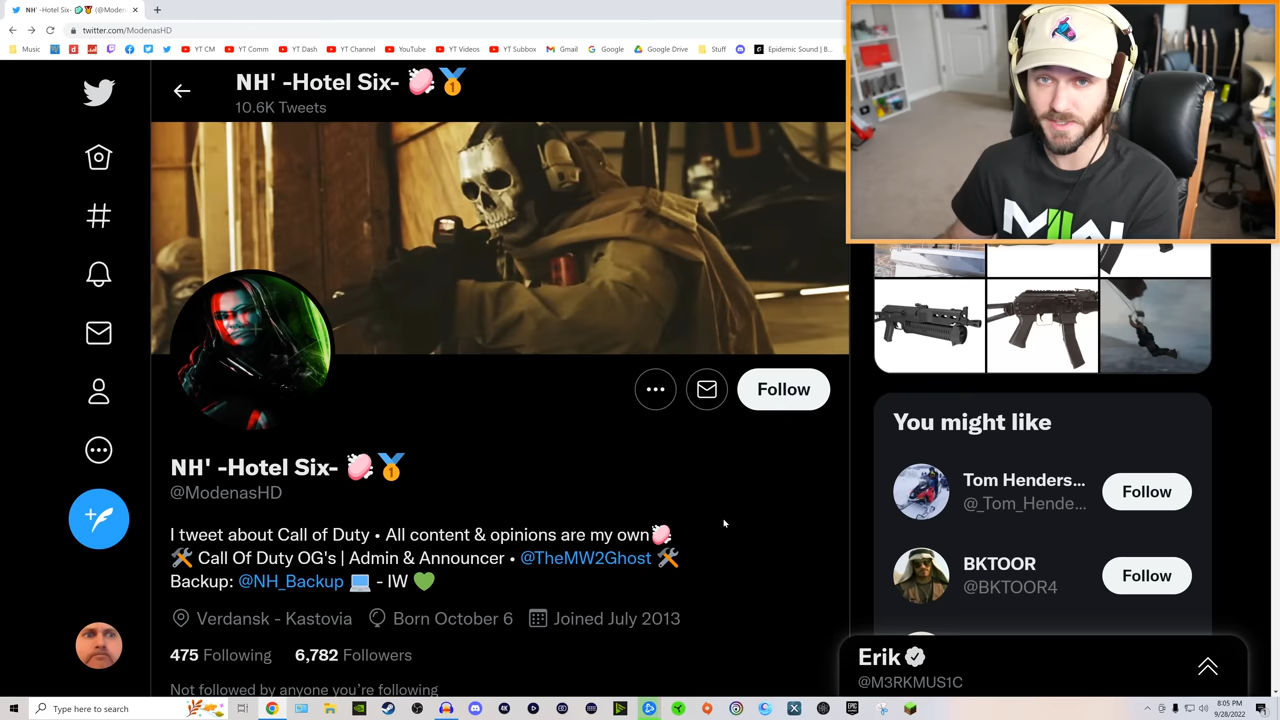 NH' -Hotel Six- 🧼🥇 (@Moden
twitter.com/ModenasHD
Music
YT CM
YT Comm
YT Dash
YT Channel
YouTube
YT Videos
YT Subbox
Gmail
Google
Google Drive
Stuff
Epidemic Sound | B...
NH' -Hotel Six- 🧼🥇
10.6K Tweets
MW
Follow
NH' -Hotel Six- 🧼🥇
@ModenasHD
I tweet about Call of Duty • All content & opinions are my own🧼
🛠 Call Of Duty OG's | Admin & Announcer • @TheMW2Ghost 🛠
Backup: @NH_Backup 💻 - IW 💚
Verdansk - Kastovia Born October 6 Joined July 2013
475 Following 6,782 Followers
Not followed by anyone you're following
You might like
Tom Henders...
@_Tom_Hende...
Follow
BKTOOR
@BKTOOR4
Follow
Erik
@M3RKMUS1C
Type here to search
8:05 PM
9/28/2022